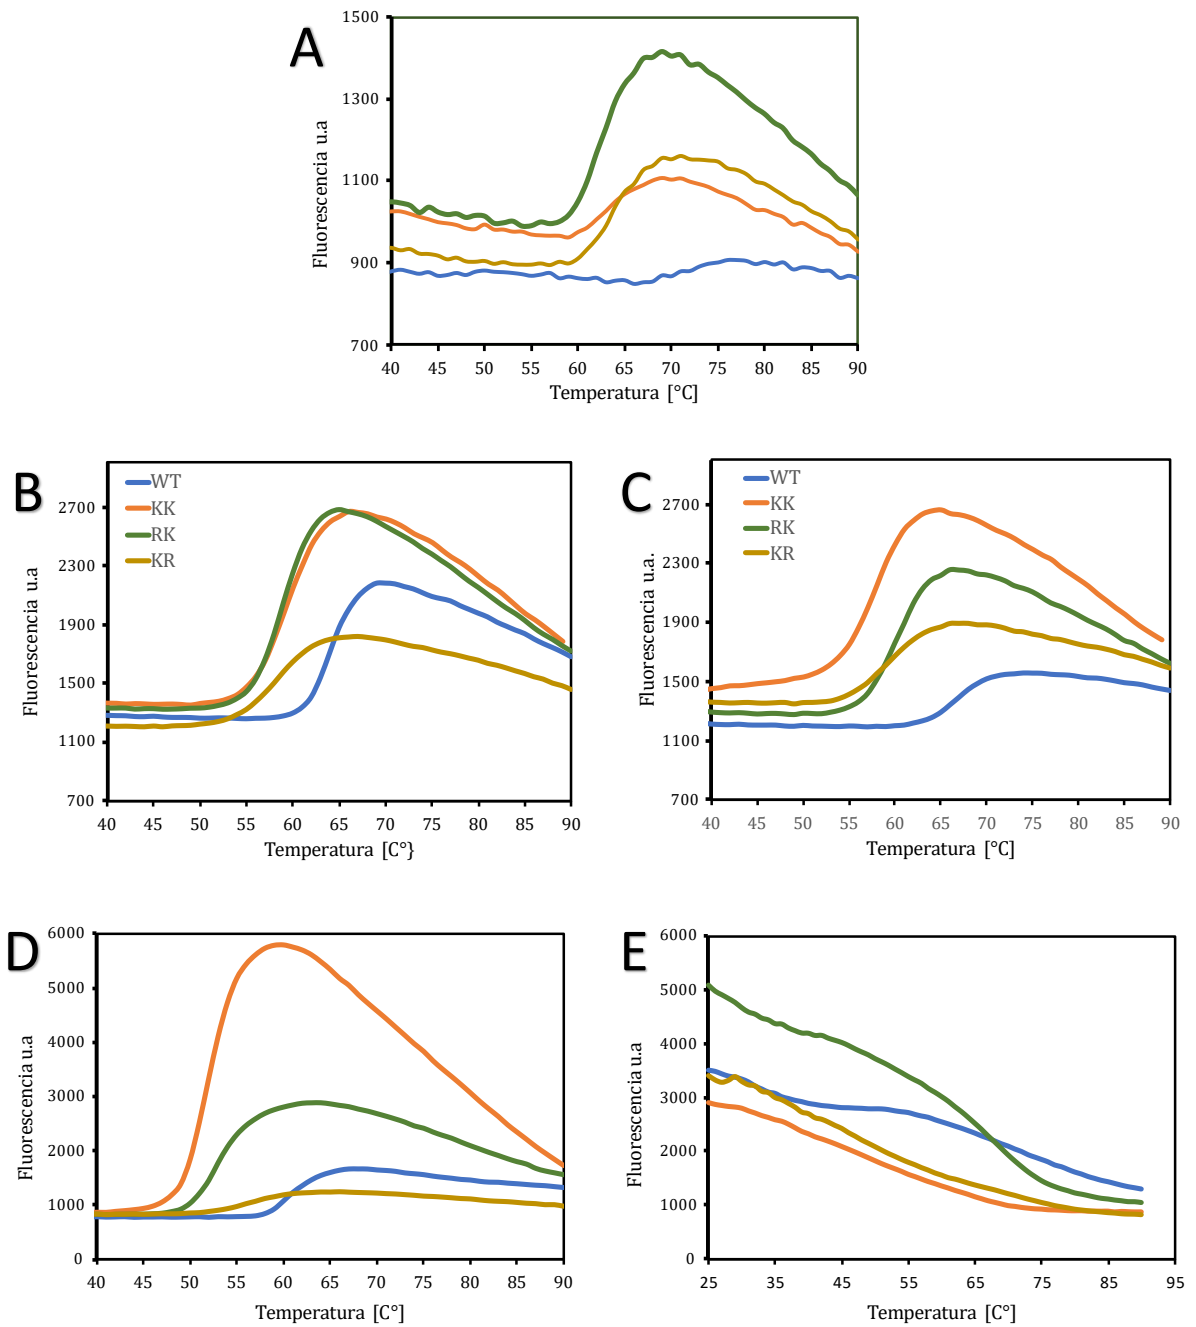 A
Fluorescencia u.a
1500
1300
1100
900
700
40 45 50 55 60 65 70 75 80 85 90
Temperatura [°C]
B
Fluorescencia u.a
WT
KK
RK
KR
2700
2300
1900
1500
1100
700
40 45 50 55 60 65 70 75 80 85 90
Temperatura [C°}
C
Fluorescencia u.a.
WT
KK
RK
KR
2700
2300
1900
1500
1100
700
40 45 50 55 60 65 70 75 80 85 90
Temperatura [°C]
D
Fluorescencia u.a
6000
5000
4000
3000
2000
1000
0
40 45 50 55 60 65 70 75 80 85 90
Temperatura [C°]
E
Fluorescencia u.a
6000
5000
4000
3000
2000
1000
0
25 35 45 55 65 75 85 95
Temperatura [C°]